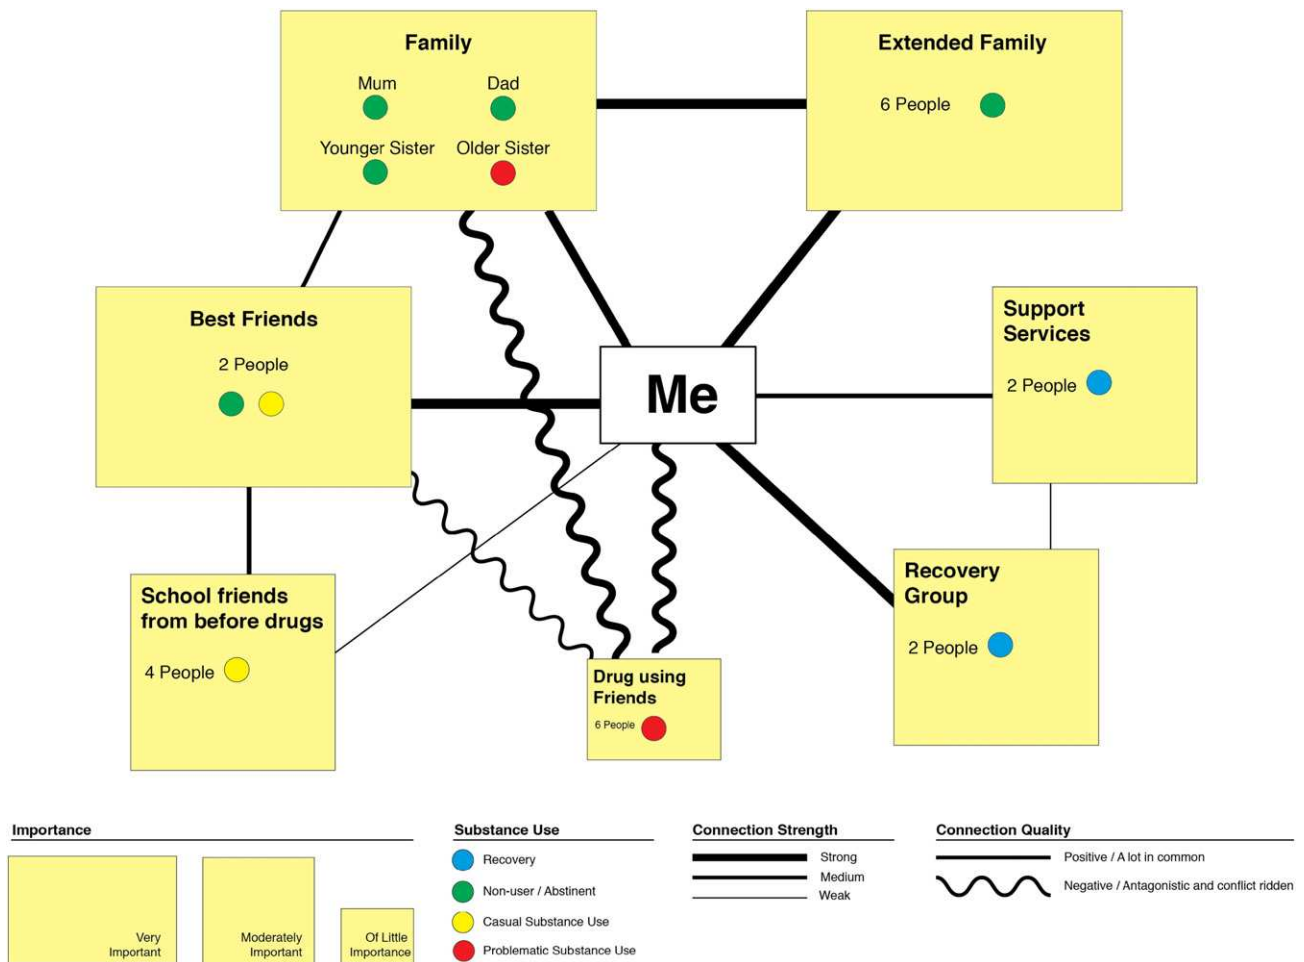 Family
Mum
Dad
Younger Sister
Older Sister
Extended Family
6 People
Best Friends
2 People
Me
Support
Services
2 People
School friends
from before drugs
4 People
Drug using
Friends
6 People
Recovery
Group
2 People
Importance
Very
Important
Moderately
Important
Of Little
Importance
Substance Use
Recovery
Non-user / Abstinent
Casual Substance Use
Problematic Substance Use
Connection Strength
Strong
Medium
Weak
Connection Quality
Positive / A lot in common
Negative / Antagonistic and conflict ridden